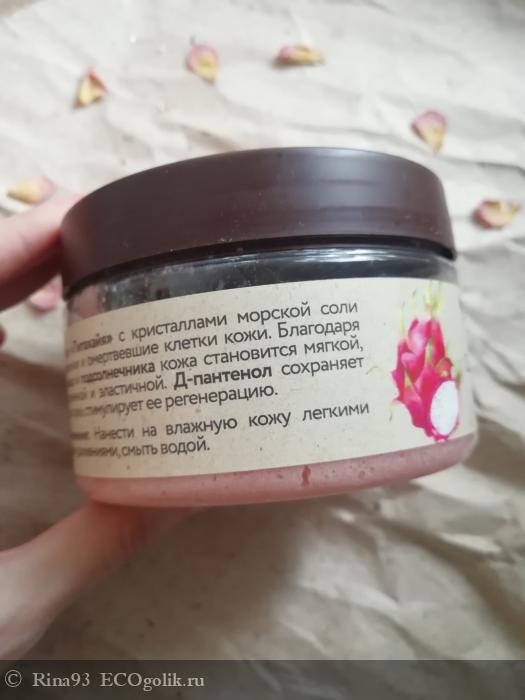 «Питахайя» с кристаллами морской соли
и омертвевшие клетки кожи. Благодаря
подсолнечника кожа становится мягкой,
и эластичной. Д-пантенол сохраняет
стимулирует ее регенерацию.
Нанести на влажную кожу легкими
смыть водой.
© Rina93 ECOgolik.ru